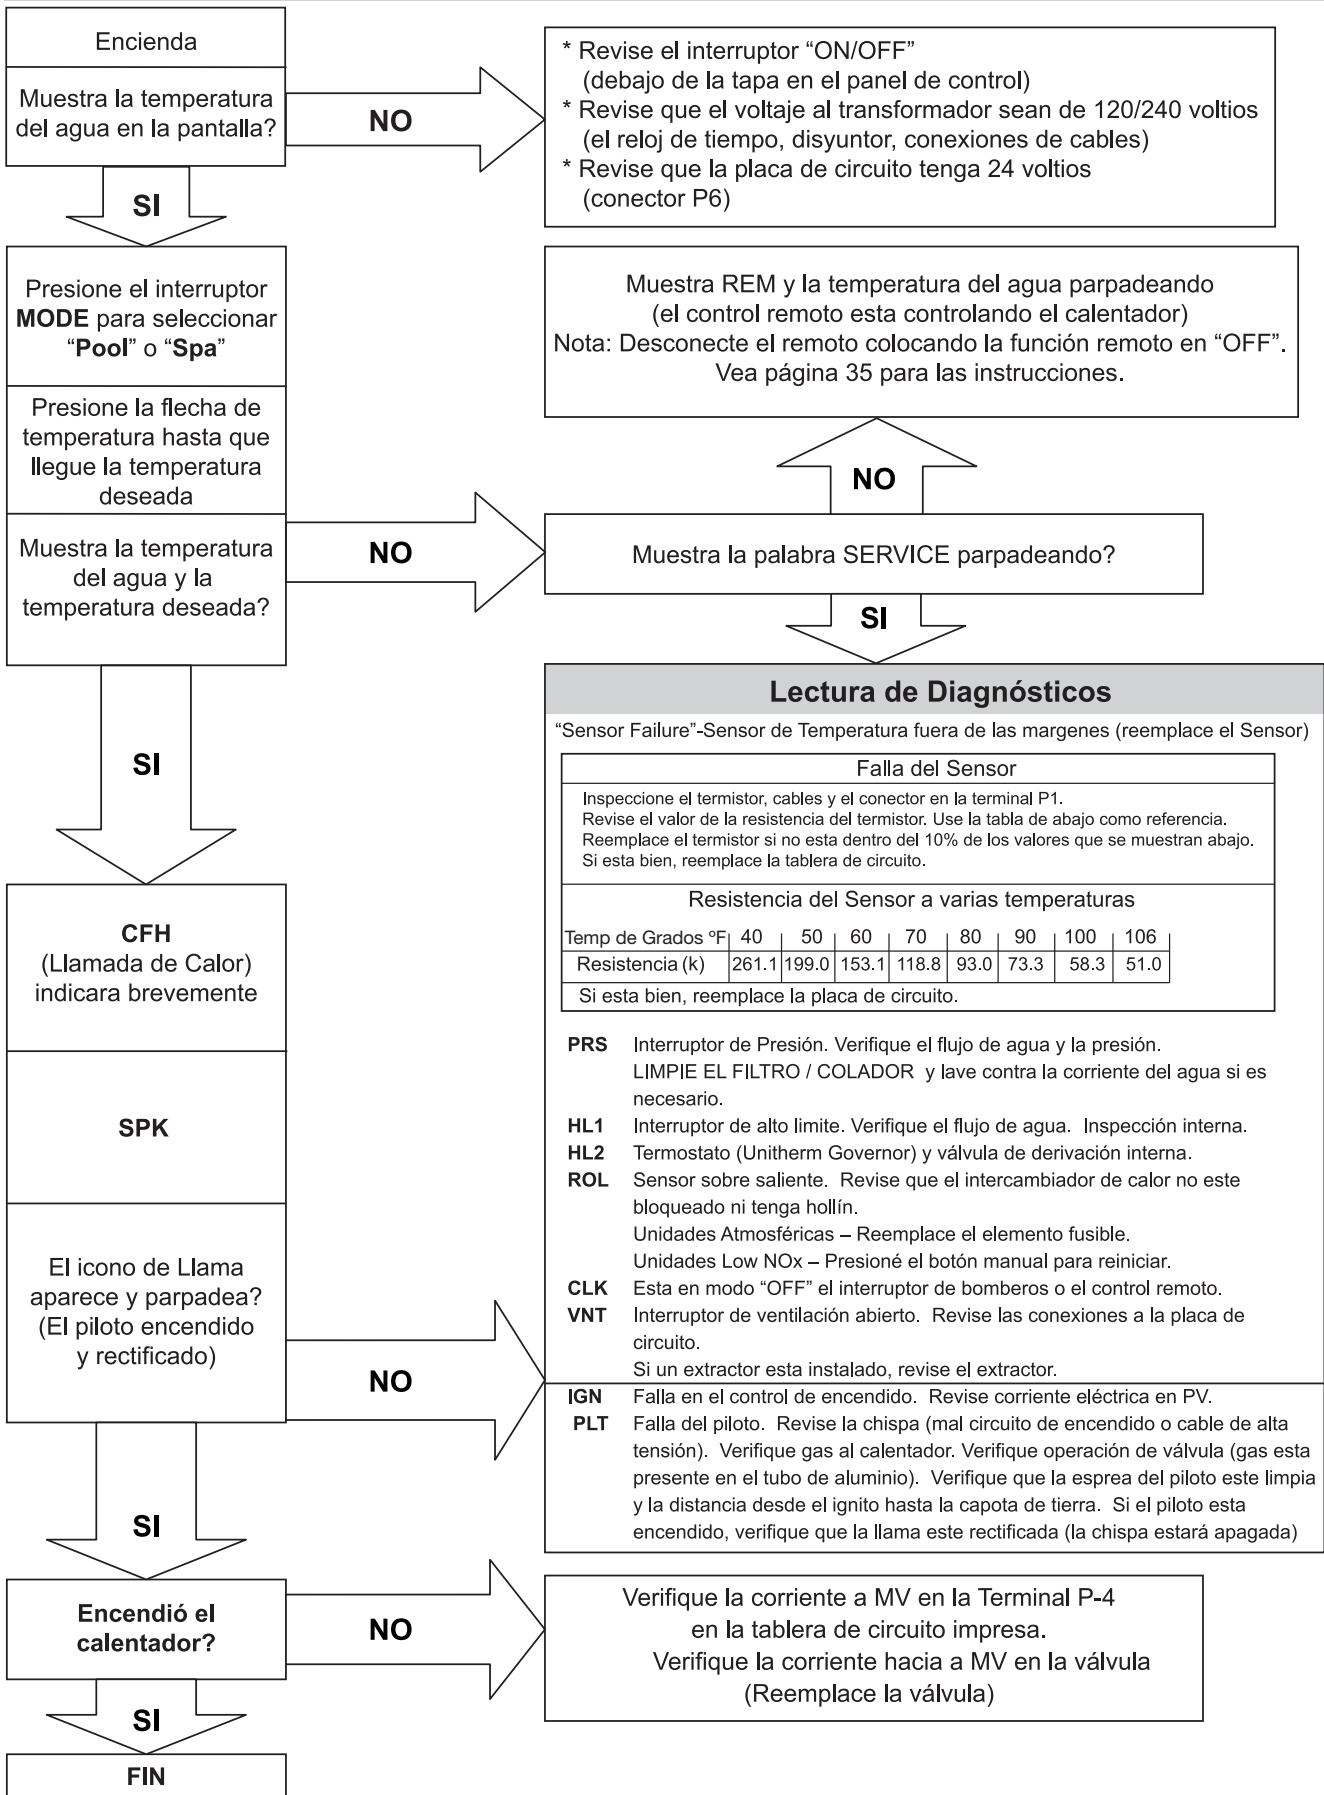 Encienda
Muestra la temperatura
del agua en la pantalla?
NO
* Revise el interruptor “ON/OFF”
(debajo de la tapa en el panel de control)
* Revise que el voltaje al transformador sean de 120/240 voltios
(el reloj de tiempo, disyuntor, conexiones de cables)
* Revise que la placa de circuito tenga 24 voltios
(conector P6)
SI
Presione el interruptor
MODE para seleccionar
“Pool” o “Spa”
Presione la flecha de
temperatura hasta que
llegue la temperatura
deseada
Muestra la temperatura
del agua y la
temperatura deseada?
Muestra REM y la temperatura del agua parpadeando
(el control remoto esta controlando el calentador)
Nota: Desconecte el remoto colocando la función remoto en “OFF”.
Vea página 35 para las instrucciones.
NO
NO
Muestra la palabra SERVICE parpadeando?
SI
SI
Lectura de Diagnósticos
“Sensor Failure”-Sensor de Temperatura fuera de las margenes (reemplace el Sensor)
Falla del Sensor
Inspeccione el termistor, cables y el conector en la terminal P1.
Revise el valor de la resistencia del termistor. Use la tabla de abajo como referencia.
Reemplace el termistor si no esta dentro del 10% de los valores que se muestran abajo.
Si esta bien, reemplace la tablera de circuito.
Resistencia del Sensor a varias temperaturas
Temp de Grados ºF 40 50 60 70 80 90 100 106
Resistencia (k) 261.1 199.0 153.1 118.8 93.0 73.3 58.3 51.0
Si esta bien, reemplace la placa de circuito.
PRS Interruptor de Presión. Verifique el flujo de agua y la presión.
LIMPIE EL FILTRO / COLADOR y lave contra la corriente del agua si es
necesario.
HL1 Interruptor de alto limite. Verifique el flujo de agua. Inspección interna.
HL2 Termostato (Unitherm Governor) y válvula de derivación interna.
ROL Sensor sobre saliente. Revise que el intercambiador de calor no este
bloqueado ni tenga hollín.
Unidades Atmosféricas – Reemplace el elemento fusible.
Unidades Low NOx – Presioné el botón manual para reiniciar.
CLK Esta en modo “OFF” el interruptor de bomberos o el control remoto.
VNT Interruptor de ventilación abierto. Revise las conexiones a la placa de
circuito.
Si un extractor esta instalado, revise el extractor.
IGN Falla en el control de encendido. Revise corriente eléctrica en PV.
PLT Falla del piloto. Revise la chispa (mal circuito de encendido o cable de alta
tensión). Verifique gas al calentador. Verifique operación de válvula (gas esta
presente en el tubo de aluminio). Verifique que la esprea del piloto este limpia
y la distancia desde el ignito hasta la capota de tierra. Si el piloto esta
encendido, verifique que la llama este rectificada (la chispa estará apagada)
CFH
(Llamada de Calor)
indicara brevemente
SPK
El icono de Llama
aparece y parpadea?
(El piloto encendido
y rectificado)
NO
SI
Encendió el
calentador?
NO
Verifique la corriente a MV en la Terminal P-4
en la tablera de circuito impresa.
Verifique la corriente hacia a MV en la válvula
(Reemplace la válvula)
SI
FIN